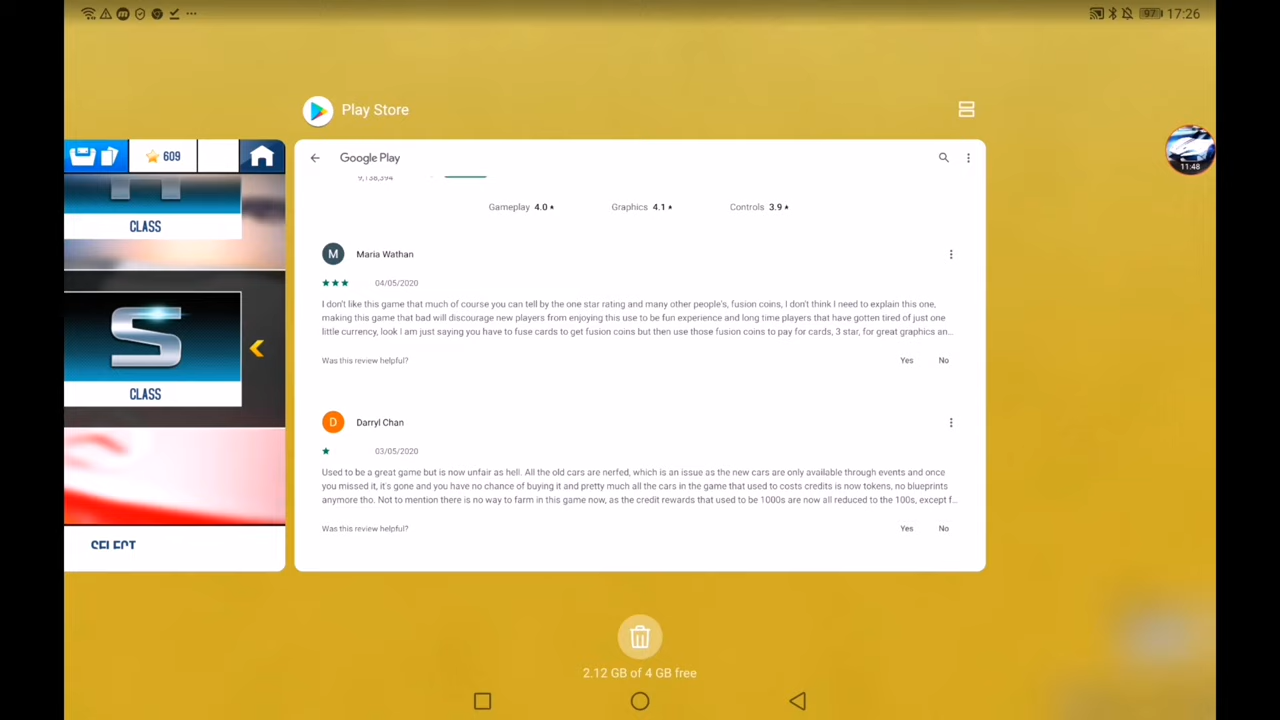 97 17:26
Play Store
11:48
609
CLASS
S
CLASS
SELECT
Google Play
9,138,394
Gameplay 4.0 ★ Graphics 4.1 ★ Controls 3.9 ★
M Maria Wathan
★★★ 04/05/2020
I don't like this game that much of course you can tell by the one star rating and many other people's, fusion coins, I don't think I need to explain this one,
making this game that bad will discourage new players from enjoying this use to be fun experience and long time players that have gotten tired of just one
little currency, look I am just saying you have to fuse cards to get fusion coins but then use those fusion coins to pay for cards, 3 star, for great graphics an...
Was this review helpful? Yes No
D Darryl Chan
★ 03/05/2020
Used to be a great game but is now unfair as hell. All the old cars are nerfed, which is an issue as the new cars are only available through events and once
you missed it, it's gone and you have no chance of buying it and pretty much all the cars in the game that used to costs credits is now tokens, no blueprints
anymore tho. Not to mention there is no way to farm in this game now, as the credit rewards that used to be 1000s are now all reduced to the 100s, except f...
Was this review helpful? Yes No
2.12 GB of 4 GB free